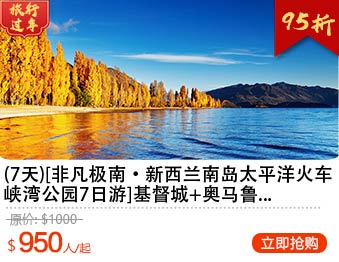 旅行
达车
95折
(7天)[非凡极南·新西兰南岛太平洋火车
峡湾公园7日游]基督城+奥马鲁...
原价: $1000
$950人/起
立即抢购